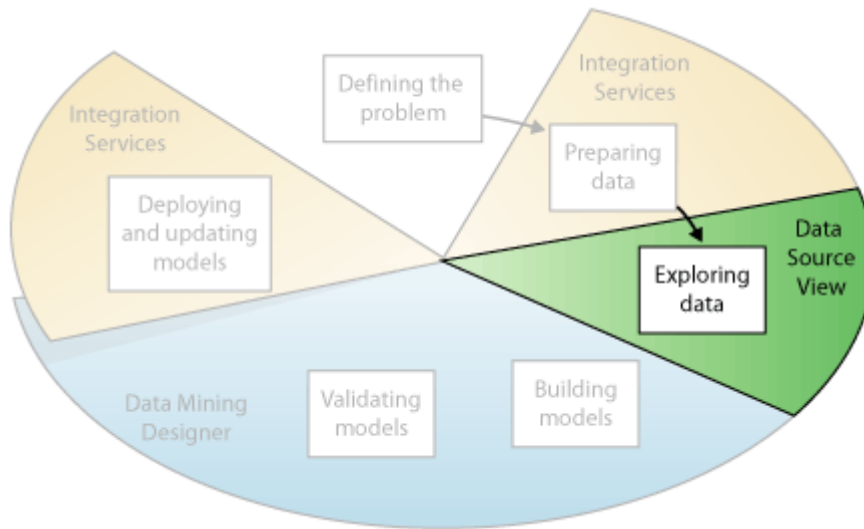 Defining the
problem
Integration
Services
Preparing
data
Data
Source
View
Exploring
data
Building
models
Validating
models
Data Mining
Designer
Integration
Services
Deploying
and updating
models